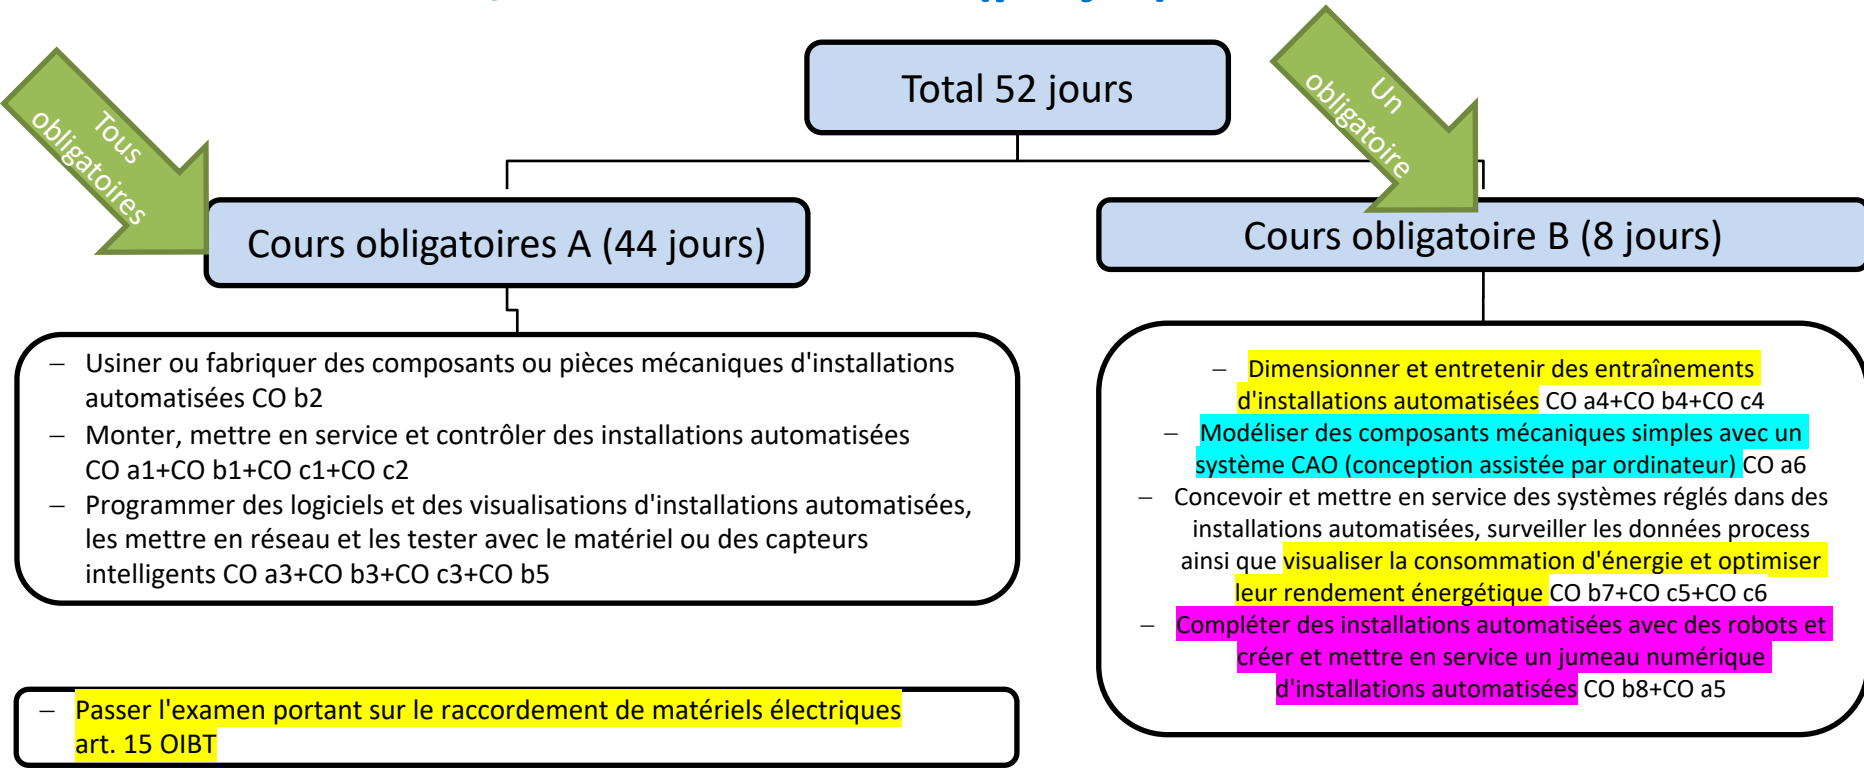 Total 52 jours
Tous
obligatoires
Un
obligatoire
Cours obligatoires A (44 jours)
Cours obligatoire B (8 jours)
– Usiner ou fabriquer des composants ou pièces mécaniques d'installations
automatisées CO b2
– Monter, mettre en service et contrôler des installations automatisées
CO a1+CO b1+CO c1+CO c2
– Programmer des logiciels et des visualisations d'installations automatisées,
les mettre en réseau et les tester avec le matériel ou des capteurs
intelligents CO a3+CO b3+CO c3+CO b5
– Passer l'examen portant sur le raccordement de matériels électriques
art. 15 OIBT
– Dimensionner et entretenir des entraînements
d'installations automatisées CO a4+CO b4+CO c4
– Modéliser des composants mécaniques simples avec un
système CAO (conception assistée par ordinateur) CO a6
– Concevoir et mettre en service des systèmes réglés dans des
installations automatisées, surveiller les données process
ainsi que visualiser la consommation d'énergie et optimiser
leur rendement énergétique CO b7+CO c5+CO c6
– Compléter des installations automatisées avec des robots et
créer et mettre en service un jumeau numérique
d'installations automatisées CO b8+CO a5